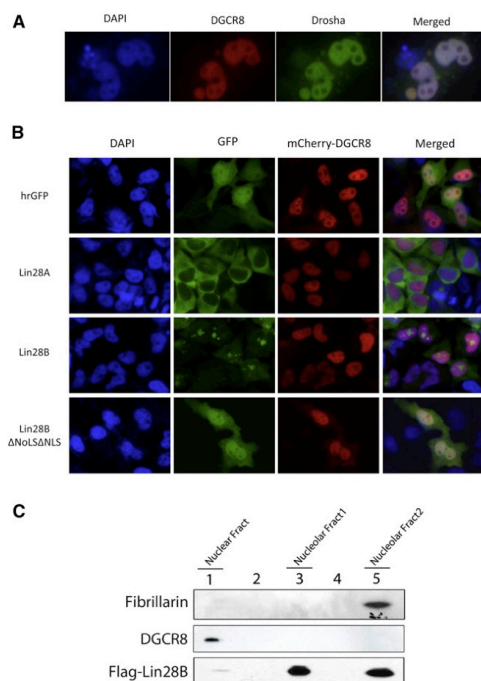 A
DAPI DGCR8 Drosha Merged
B
DAPI GFP mCherry-DGCR8 Merged
hrGFP
Lin28A
Lin28B
Lin28B
ΔNoLSΔNLS
C
Nuclear Fract Nucleolar Fract1 Nucleolar Fract2
1 2 3 4 5
Fibrillarin
DGCR8
Flag-Lin28B